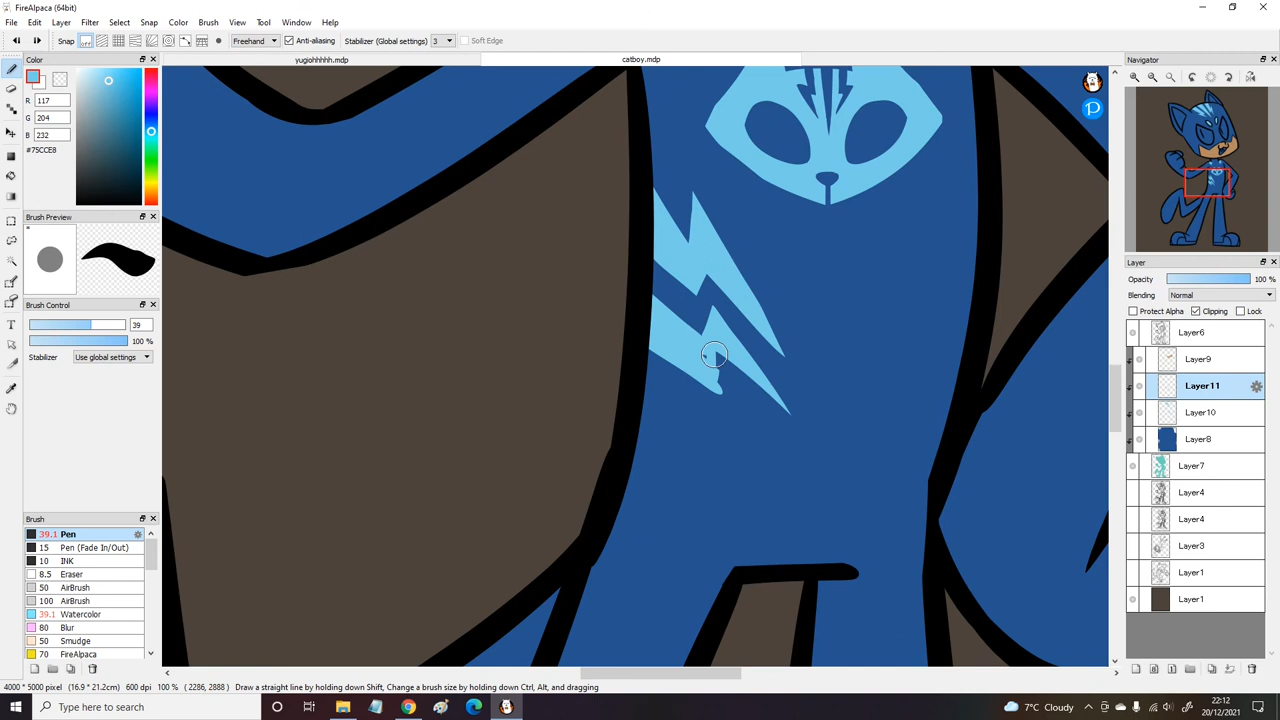 FireAlpaca (64bit)
File Edit Layer Filter Select Snap Color Brush View Tool Window Help
Snap off Freehand Anti-aliasing Stabilizer (Global settings) 3 Soft Edge
yugiohhhhh.mdp catboy.mdp
Color
R 117
G 204
B 232
#75CCE8
Brush Preview
Brush Control
39
100 %
Stabilizer Use global settings
Brush
39.1 Pen
15 Pen (Fade In/Out)
10 INK
8.5 Eraser
50 AirBrush
100 AirBrush
39.1 Watercolor
80 Blur
50 Smudge
70 FireAlpaca
Navigator
Layer
Opacity 100 %
Blending Normal
Protect Alpha Clipping Lock
Layer6
Layer9
Layer11
Layer10
Layer8
Layer7
Layer4
Layer4
Layer3
Layer1
Layer1
4000 * 5000 pixel (16.9 * 21.2cm) 600 dpi 100 % (2286, 2888) Draw a straight line by holding down Shift, Change a brush size by holding down Ctrl, Alt, and dragging
Type here to search
7°C Cloudy
22:12
20/12/2021